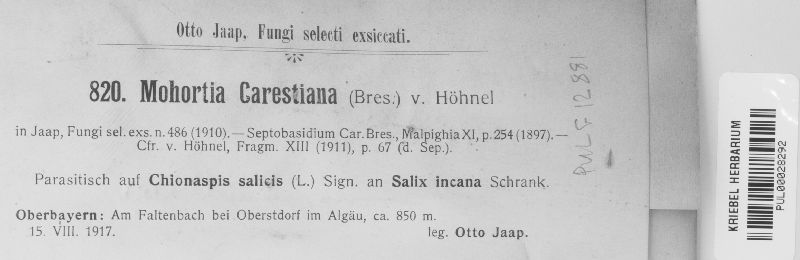 Otto Jaap, Fungi selecti exsiccati.
820. Mohortia Carestiana (Bres.) v. Höhnel
in Jaap, Fungi sel. exs. n. 486 (1910). — Septobasidium Car. Bres., Malpighia XI, p. 254 (1897). —
Cfr. v. Höhnel, Fragm. XIII (1911), p. 67 (d. Sep.).
Parasitisch auf Chionaspis salicis (L.) Sign. an Salix incana Schrank.
Oberbayern: Am Faltenbach bei Oberstdorf im Algäu, ca. 850 m.
15. VIII. 1917. leg. Otto Jaap.
PUL F 12881
KRIEBEL HERBARIUM
PUL00028292